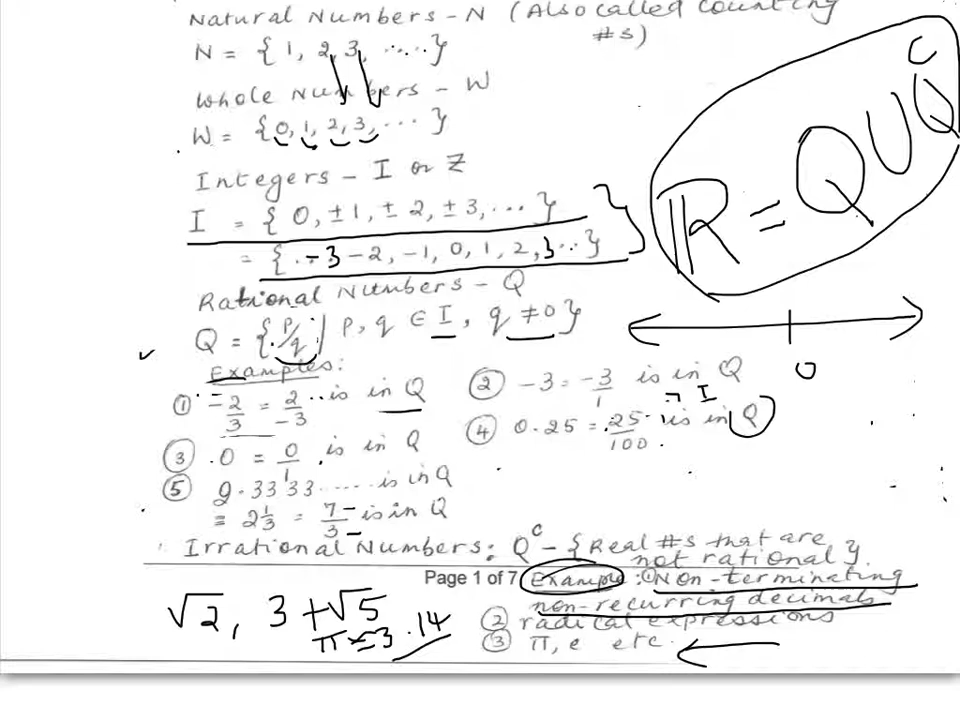 Natural Numbers - N (Also called counting
#s)
N = { 1, 2, 3, ..... }
Whole Numbers - W
W = { 0, 1, 2, 3, ... }
Integers - I or Z
I = { 0, ±1, ± 2, ± 3, ... }
= { . -3 -2, -1, 0, 1, 2, 3 .. }
ℝ = Q ∪ Q^c
Rational Numbers - Q
Q = { p/q | p, q ∈ I, q ≠ 0 }
0
Examples:
① -2/3 = 2/-3 is in Q
② -3 = -3/1 is in Q
I
③ 0 = 0/1 is in Q
④ 0.25 = 25/100 is in Q
⑤ 2.3333..... is in Q
= 2 1/3 = 7/3 - is in Q
Irrational Numbers: Q^c - { Real #s that are
not rational }
Page 1 of 7 Example : ① Non-terminating
non-recurring decimals
② radical expressions
③ π, e etc.
√2, 3 + √5
π ≈ 3.14